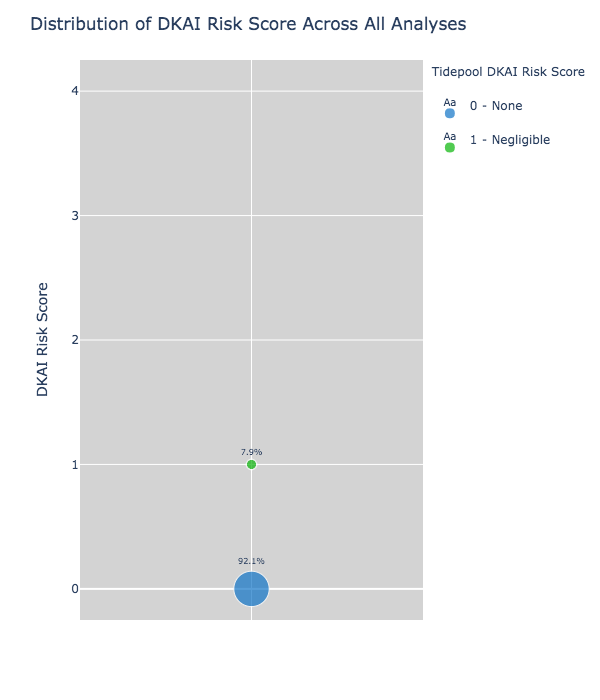 Distribution of DKAI Risk Score Across All Analyses
Tidepool DKAI Risk Score
Aa
0 - None
Aa
1 - Negligible
4
3
2
1
0
DKAI Risk Score
7.9%
92.1%